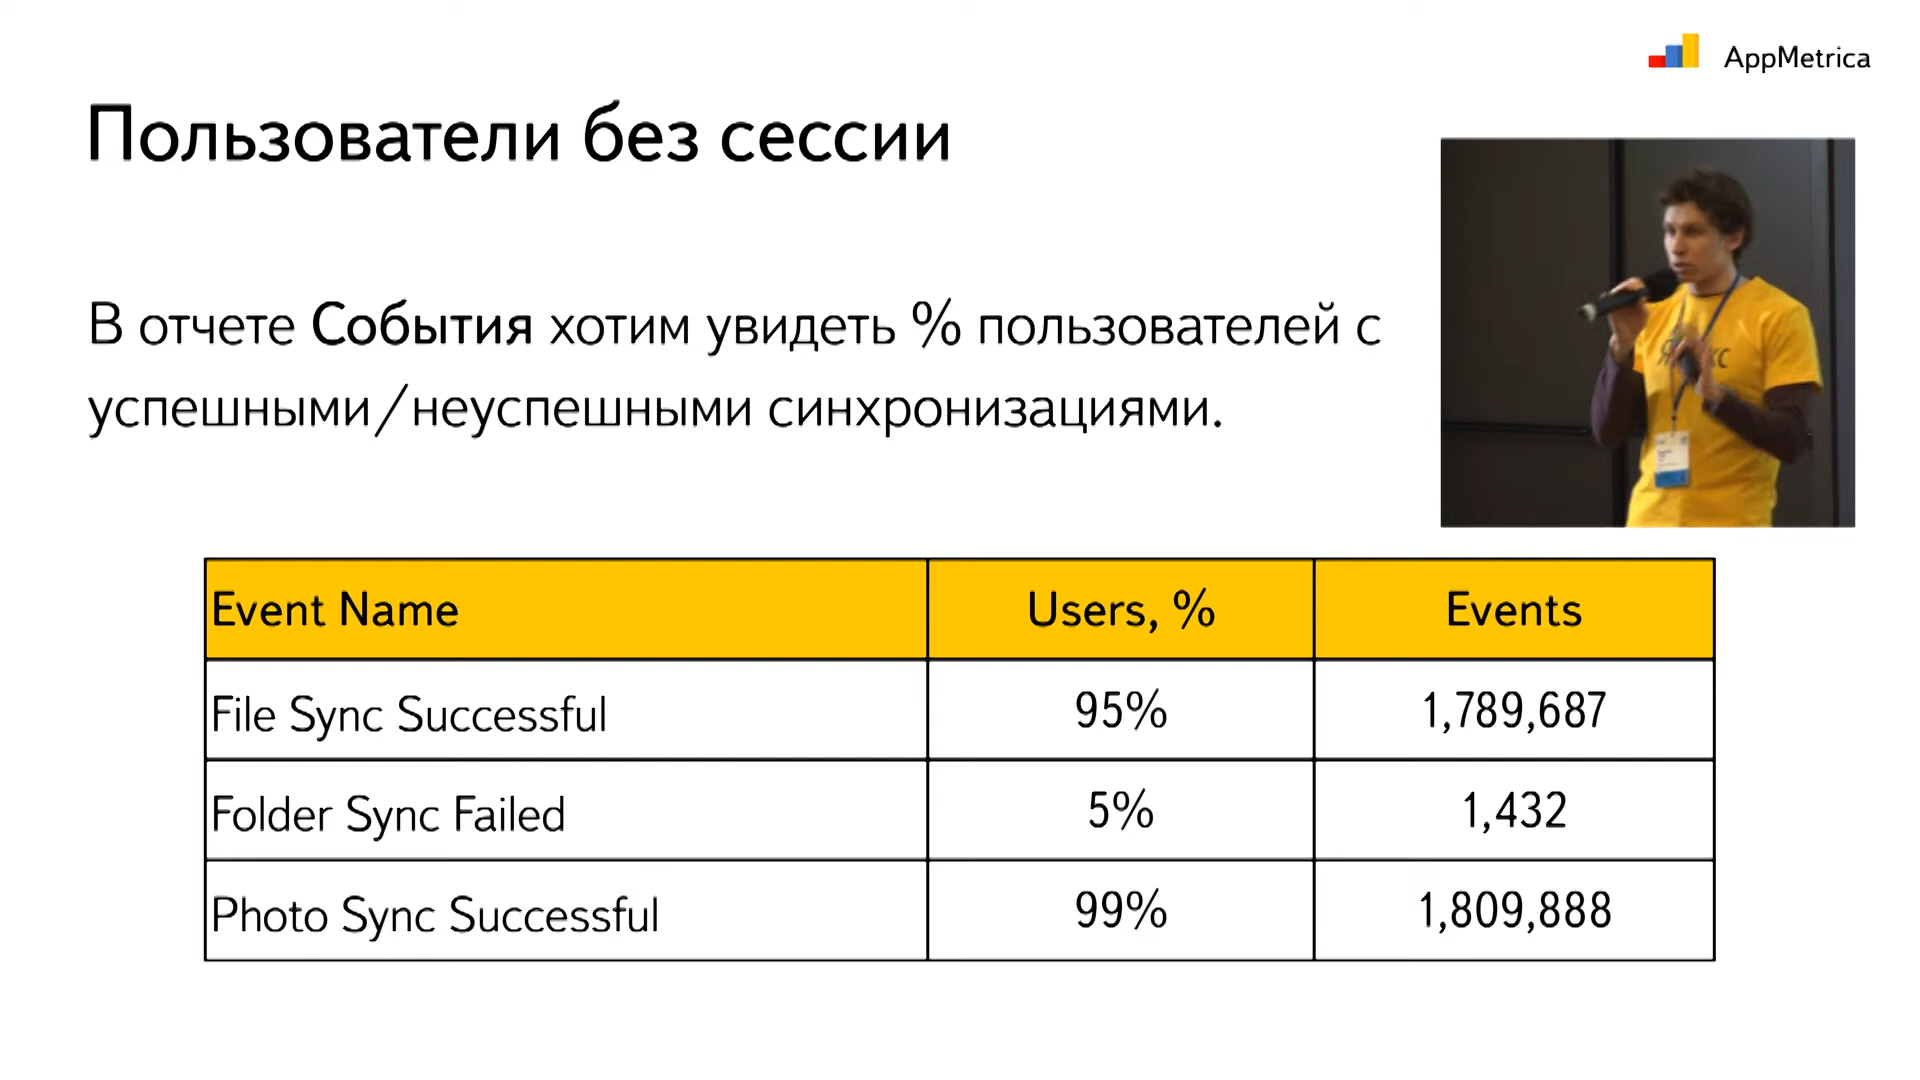 AppMetrica
Пользователи без сессии
В отчете События хотим увидеть % пользователей с
успешными/неуспешными синхронизациями.
Event Name Users, % Events
File Sync Successful 95% 1,789,687
Folder Sync Failed 5% 1,432
Photo Sync Successful 99% 1,809,888